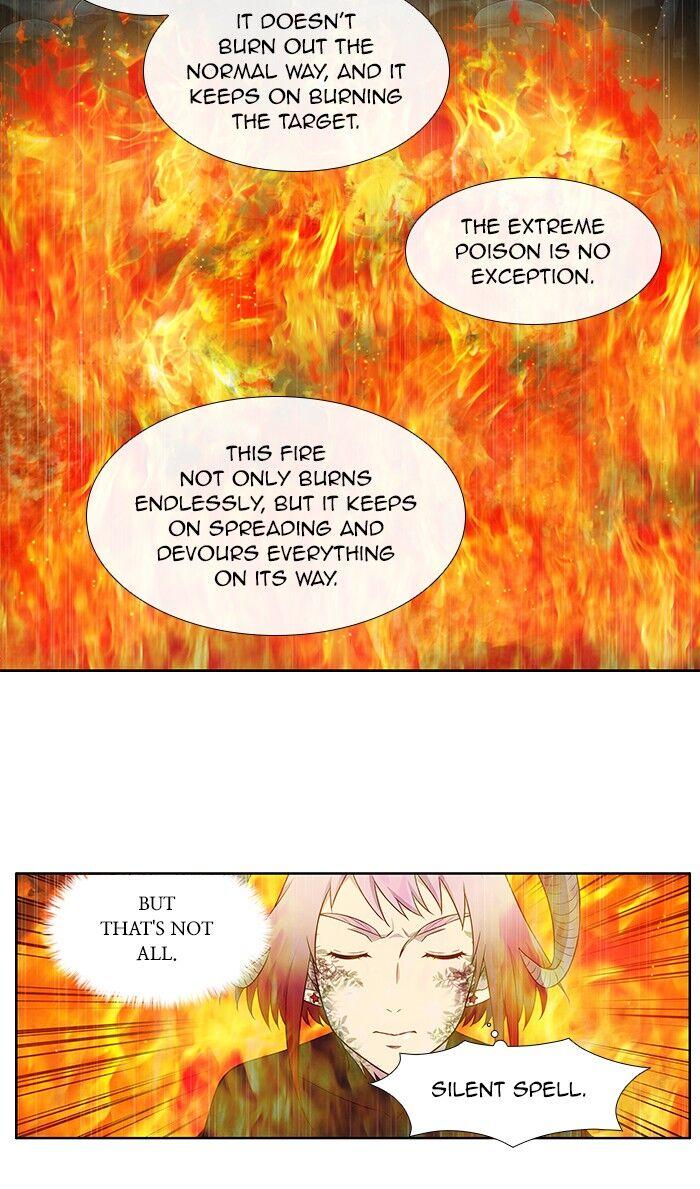 IT DOESN'T
BURN OUT THE
NORMAL WAY, AND IT
KEEPS ON BURNING
THE TARGET.
THE EXTREME
POISON IS NO
EXCEPTION.
THIS FIRE
NOT ONLY BURNS
ENDLESSLY, BUT IT KEEPS
ON SPREADING AND
DEVOURS EVERYTHING
ON ITS WAY.
BUT
THAT'S NOT
ALL.
SILENT SPELL.